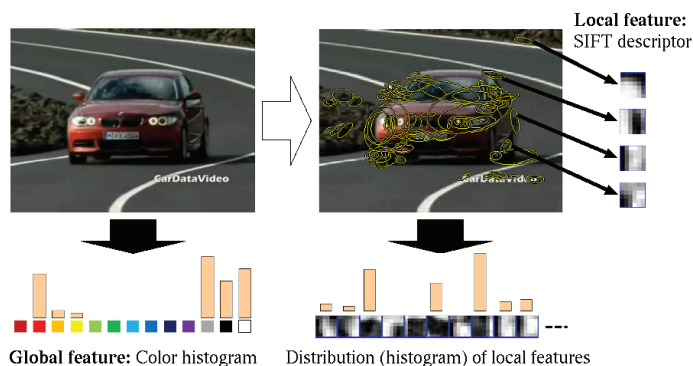 Local feature:
SIFT descriptor
CarDataVideo
CarDataVideo
Global feature: Color histogram
Distribution (histogram) of local features